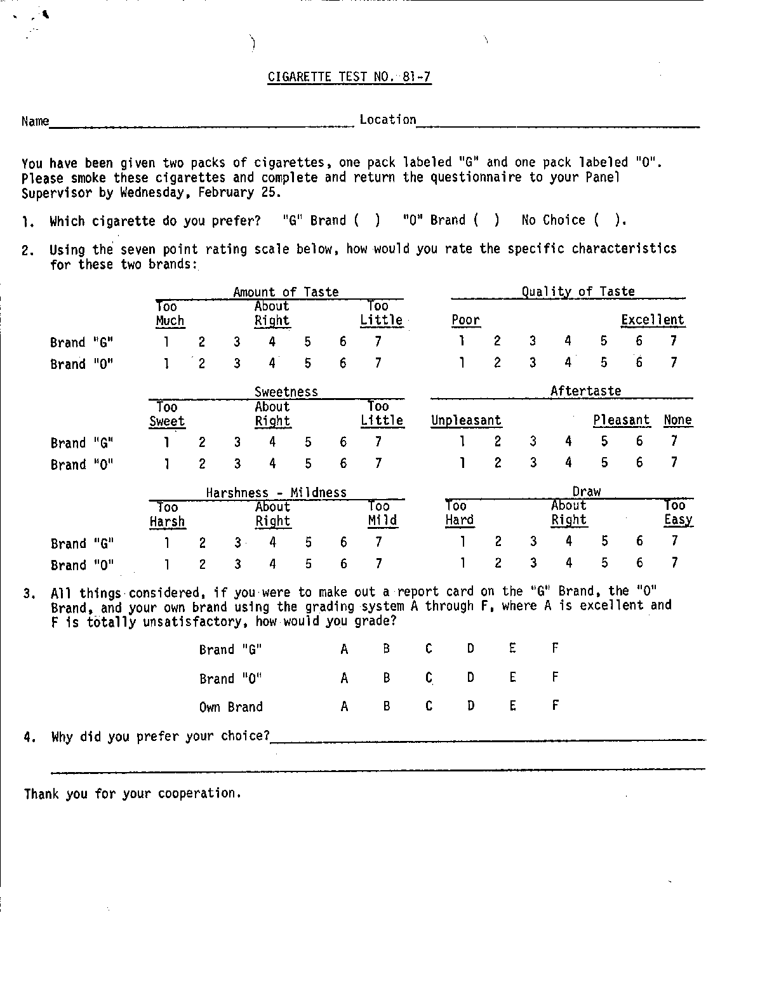 CIGARETTE TEST NO. 81-7
Name Location
You have been given two packs of cigarettes, one pack labeled "G" and one pack labeled "O".
Please smoke these cigarettes and complete and return the questionnaire to your Panel
Supervisor by Wednesday, February 25.
1. Which cigarette do you prefer? "G" Brand ( ) "O" Brand ( ) No Choice ( ).
2. Using the seven point rating scale below, how would you rate the specific characteristics
for these two brands:
Amount of Taste Quality of Taste
Too About Too
Much Right Little Poor Excellent
Brand "G" 1 2 3 4 5 6 7 1 2 3 4 5 6 7
Brand "O" 1 2 3 4 5 6 7 1 2 3 4 5 6 7
Sweetness Aftertaste
Too About Too
Sweet Right Little Unpleasant Pleasant None
Brand "G" 1 2 3 4 5 6 7 1 2 3 4 5 6 7
Brand "O" 1 2 3 4 5 6 7 1 2 3 4 5 6 7
Harshness - Mildness Draw
Too About Too Too About Too
Harsh Right Mild Hard Right Easy
Brand "G" 1 2 3 4 5 6 7 1 2 3 4 5 6 7
Brand "O" 1 2 3 4 5 6 7 1 2 3 4 5 6 7
3. All things considered, if you were to make out a report card on the "G" Brand, the "O"
Brand, and your own brand using the grading system A through F, where A is excellent and
F is totally unsatisfactory, how would you grade?
Brand "G" A B C D E F
Brand "O" A B C D E F
Own Brand A B C D E F
4. Why did you prefer your choice?
Thank you for your cooperation.